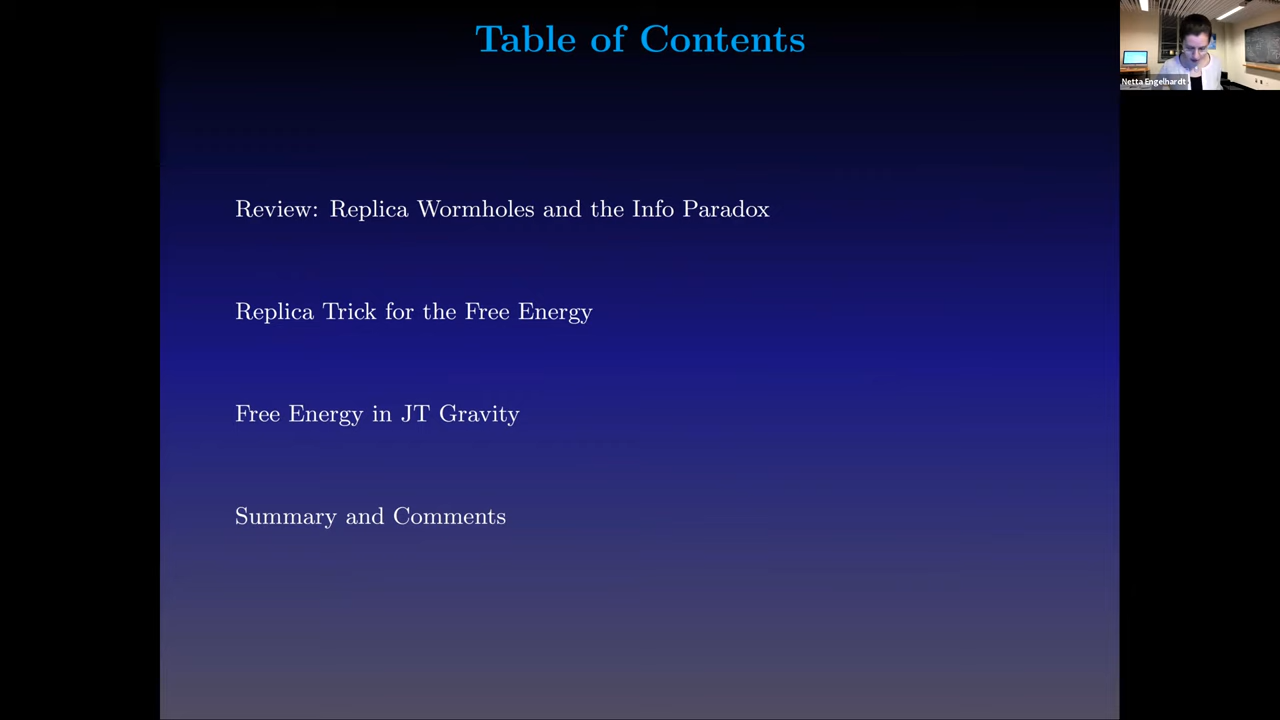 Table of Contents
Netta Engelhardt
Review: Replica Wormholes and the Info Paradox
Replica Trick for the Free Energy
Free Energy in JT Gravity
Summary and Comments